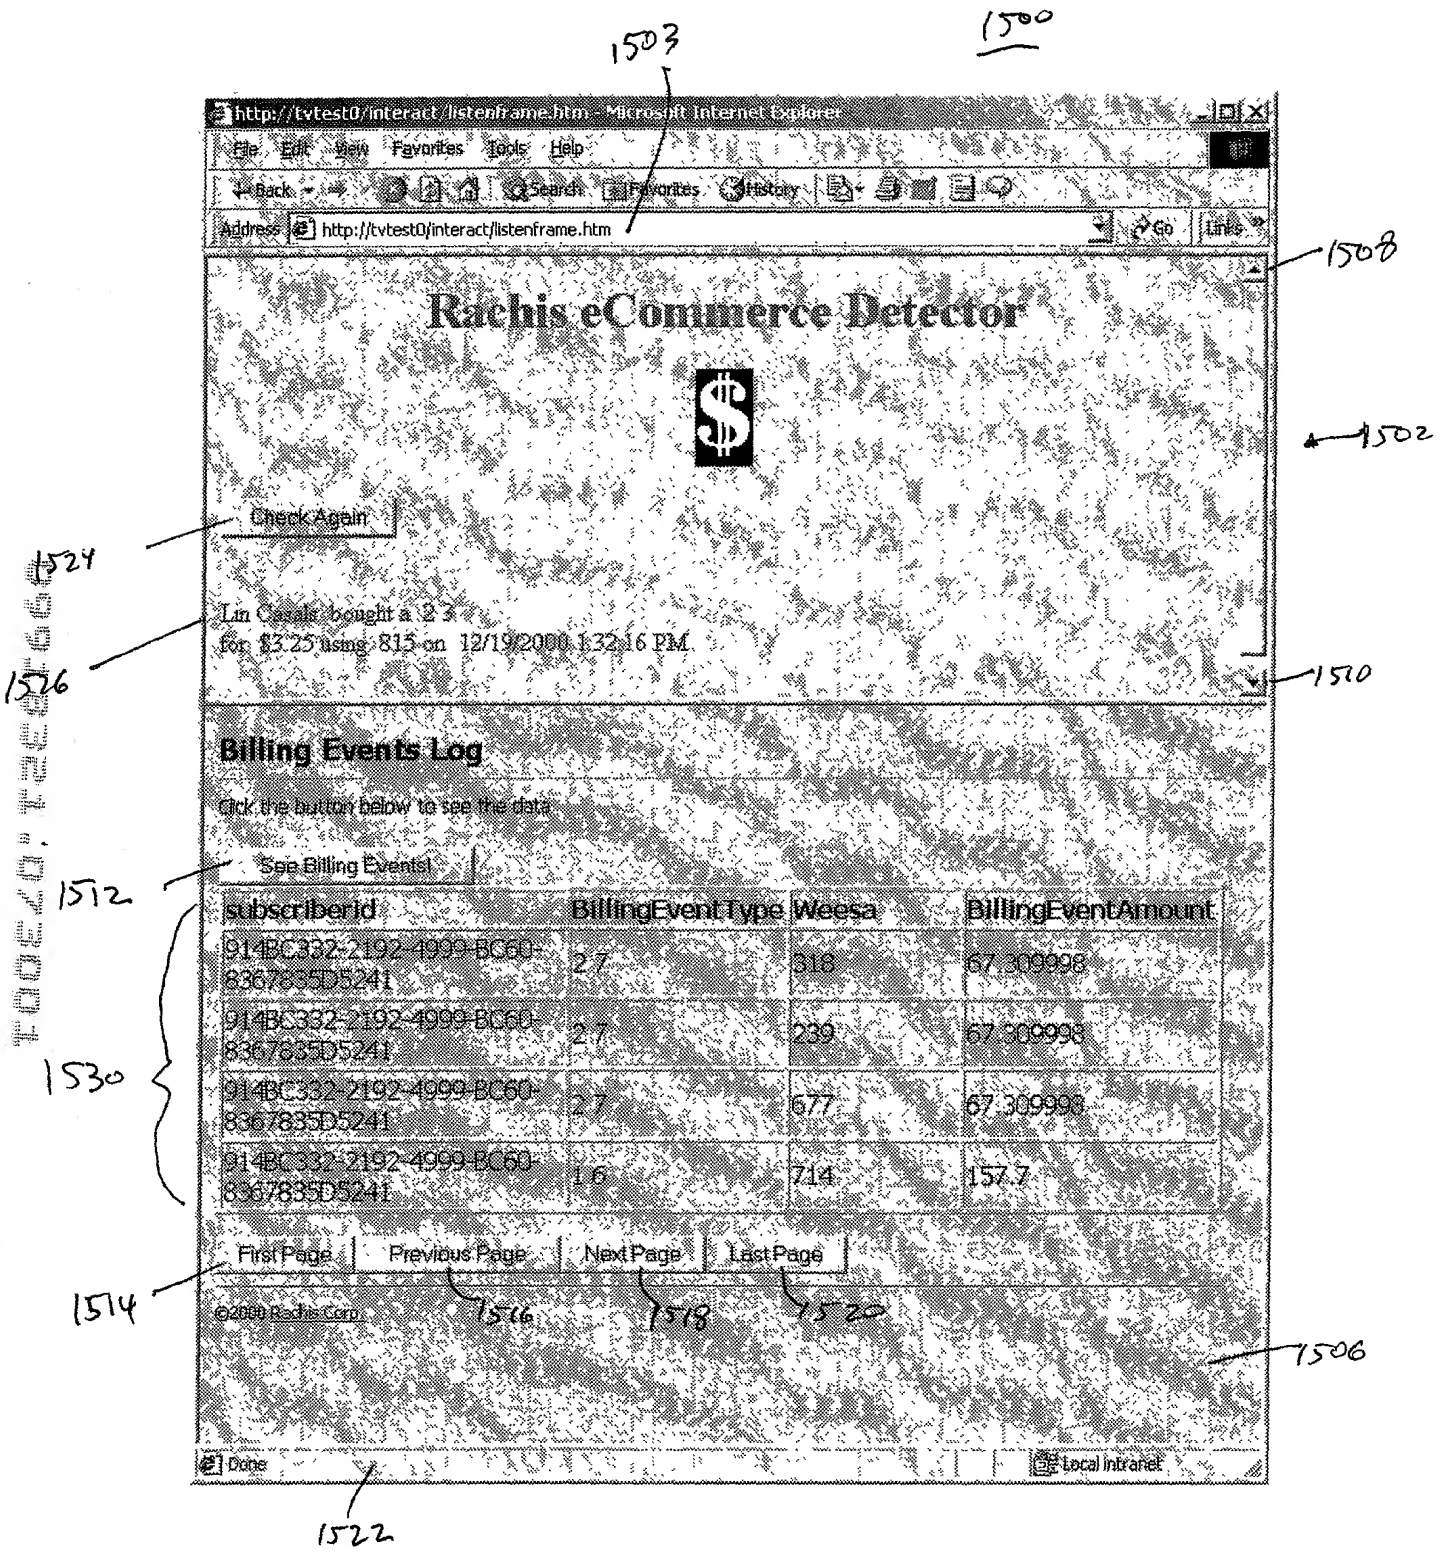 1500
1503
http://tvtest0/interact/listenframe.htm - Microsoft Internet Explorer
File Edit View Favorites Tools Help
Back Search Favorites History
Address http://tvtest0/interact/listenframe.htm Go Links »
1508
Rachis eCommerce Detector
$
1502
Check Again
1524
Lin Casals bought a 2 3
for $3.25 using 815 on 12/19/2000 1:32:16 PM.
1526
1510
Billing Events Log
Click the button below to see the data
See Billing Events!
1512
subscriberid BillingEventType Weesa BillingEventAmount
914BC332-2192-4999-BC60-8367835D5241 2 7 318 67.309998
914BC332-2192-4999-BC60-8367835D5241 2 7 239 67.309998
914BC332-2192-4999-BC60-8367835D5241 2 7 677 67.309998
914BC332-2192-4999-BC60-8367835D5241 1 6 714 157.7
1530
First Page Previous Page Next Page Last Page
1514 1516 1518 1520
©2000 Rachis Corp.
1506
Done Local intranet
1522